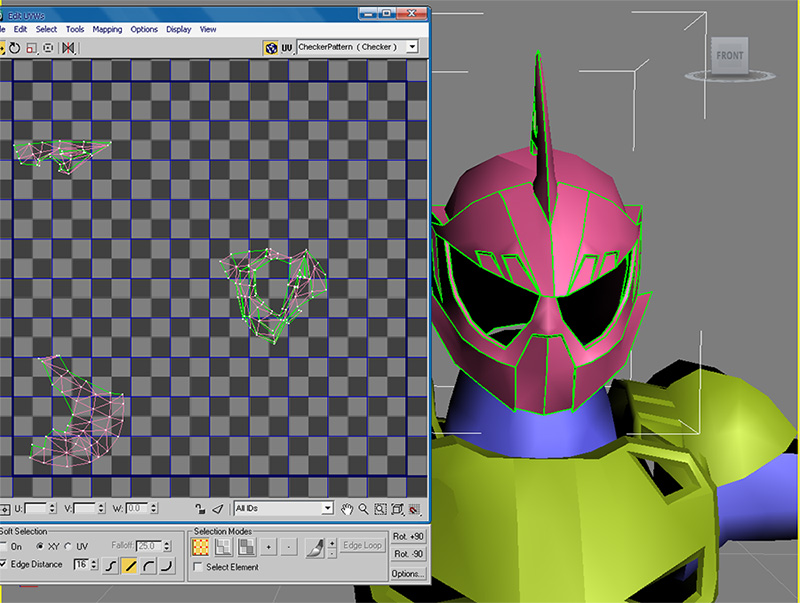 Edit UVWs
Edit Select Tools Mapping Options Display View
UV CheckerPattern ( Checker )
FRONT
U: V: W: 0.0 All IDs
Soft Selection
On XY UV Falloff: 25.0
Edge Distance 16
Selection Modes
+ - + - Edge Loop
Select Element
Rot. +90
Rot. -90
Options...